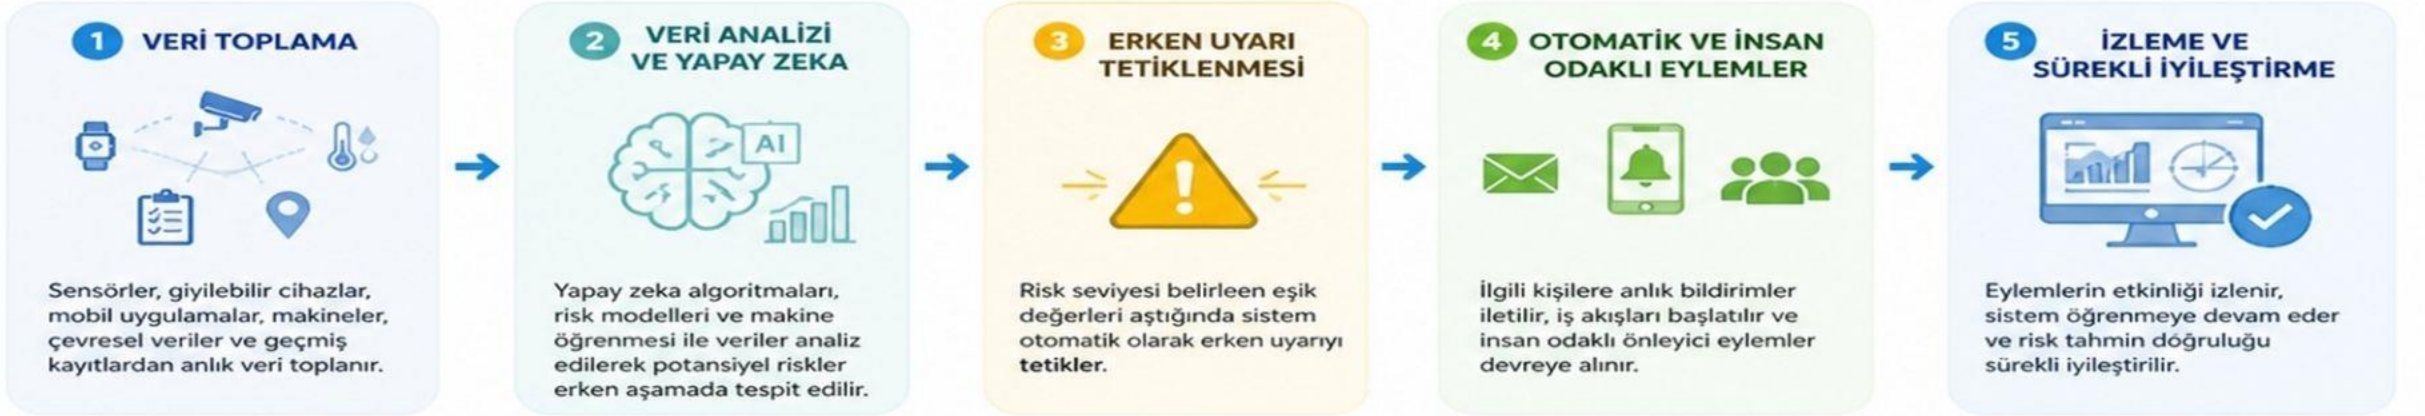 1 VERİ TOPLAMA
Sensörler, giyilebilir cihazlar,
mobil uygulamalar, makineler,
çevresel veriler ve geçmiş
kayıtlardan anlık veri toplanır.
2 VERİ ANALİZİ
VE YAPAY ZEKA
AI
Yapay zeka algoritmaları,
risk modelleri ve makine
öğrenmesi ile veriler analiz
edilerek potansiyel riskler
erken aşamada tespit edilir.
3 ERKEN UYARI
TETİKLENMESİ
Risk seviyesi belirleen eşik
değerleri aştığında sistem
otomatik olarak erken uyarıyı
tetikler.
4 OTOMATİK VE İNSAN
ODAKLI EYLEMLER
İlgili kişilere anlık bildirimler
iletilir, iş akışları başlatılır ve
insan odaklı önleyici eylemler
devreye alınır.
5 İZLEME VE
SÜREKLİ İYİLEŞTİRME
Eylemlerin etkinliği izlenir,
sistem öğrenmeye devam eder
ve risk tahmin dóğruluğu
sürekli iyileştirilir.